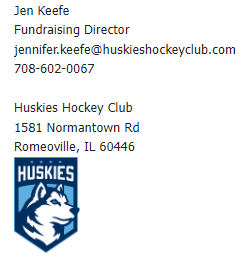 Jen Keefe
Fundraising Director
jennifer.keefe@huskieshockeyclub.com
708-602-0067
Huskies Hockey Club
1581 Normantown Rd
Romeoville, IL 60446
HUSKIES